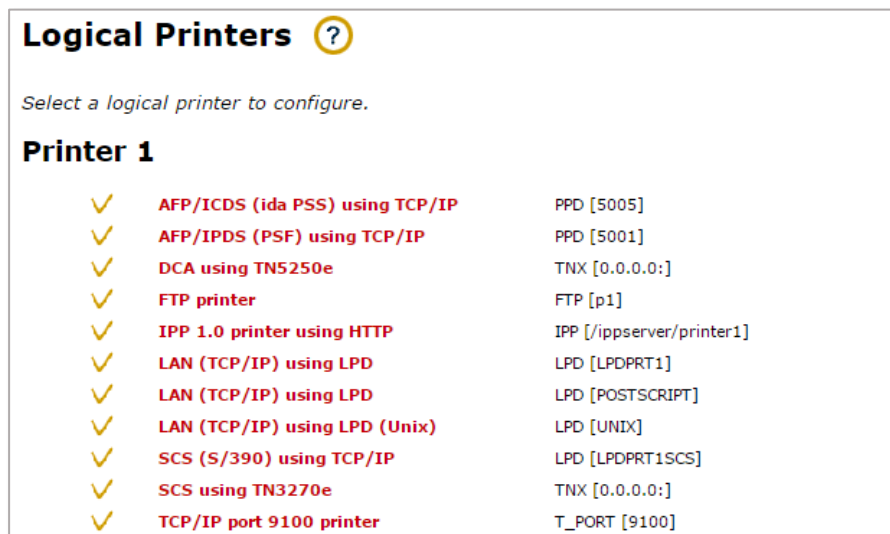 Logical Printers ?
Select a logical printer to configure.
Printer 1
AFP/ICDS (ida PSS) using TCP/IP PPD [5005]
AFP/IPDS (PSF) using TCP/IP PPD [5001]
DCA using TN5250e TNX [0.0.0.0:]
FTP printer FTP [p1]
IPP 1.0 printer using HTTP IPP [/ippserver/printer1]
LAN (TCP/IP) using LPD LPD [LPDPRT1]
LAN (TCP/IP) using LPD LPD [POSTSCRIPT]
LAN (TCP/IP) using LPD (Unix) LPD [UNIX]
SCS (S/390) using TCP/IP LPD [LPDPRT1SCS]
SCS using TN3270e TNX [0.0.0.0:]
TCP/IP port 9100 printer T_PORT [9100]